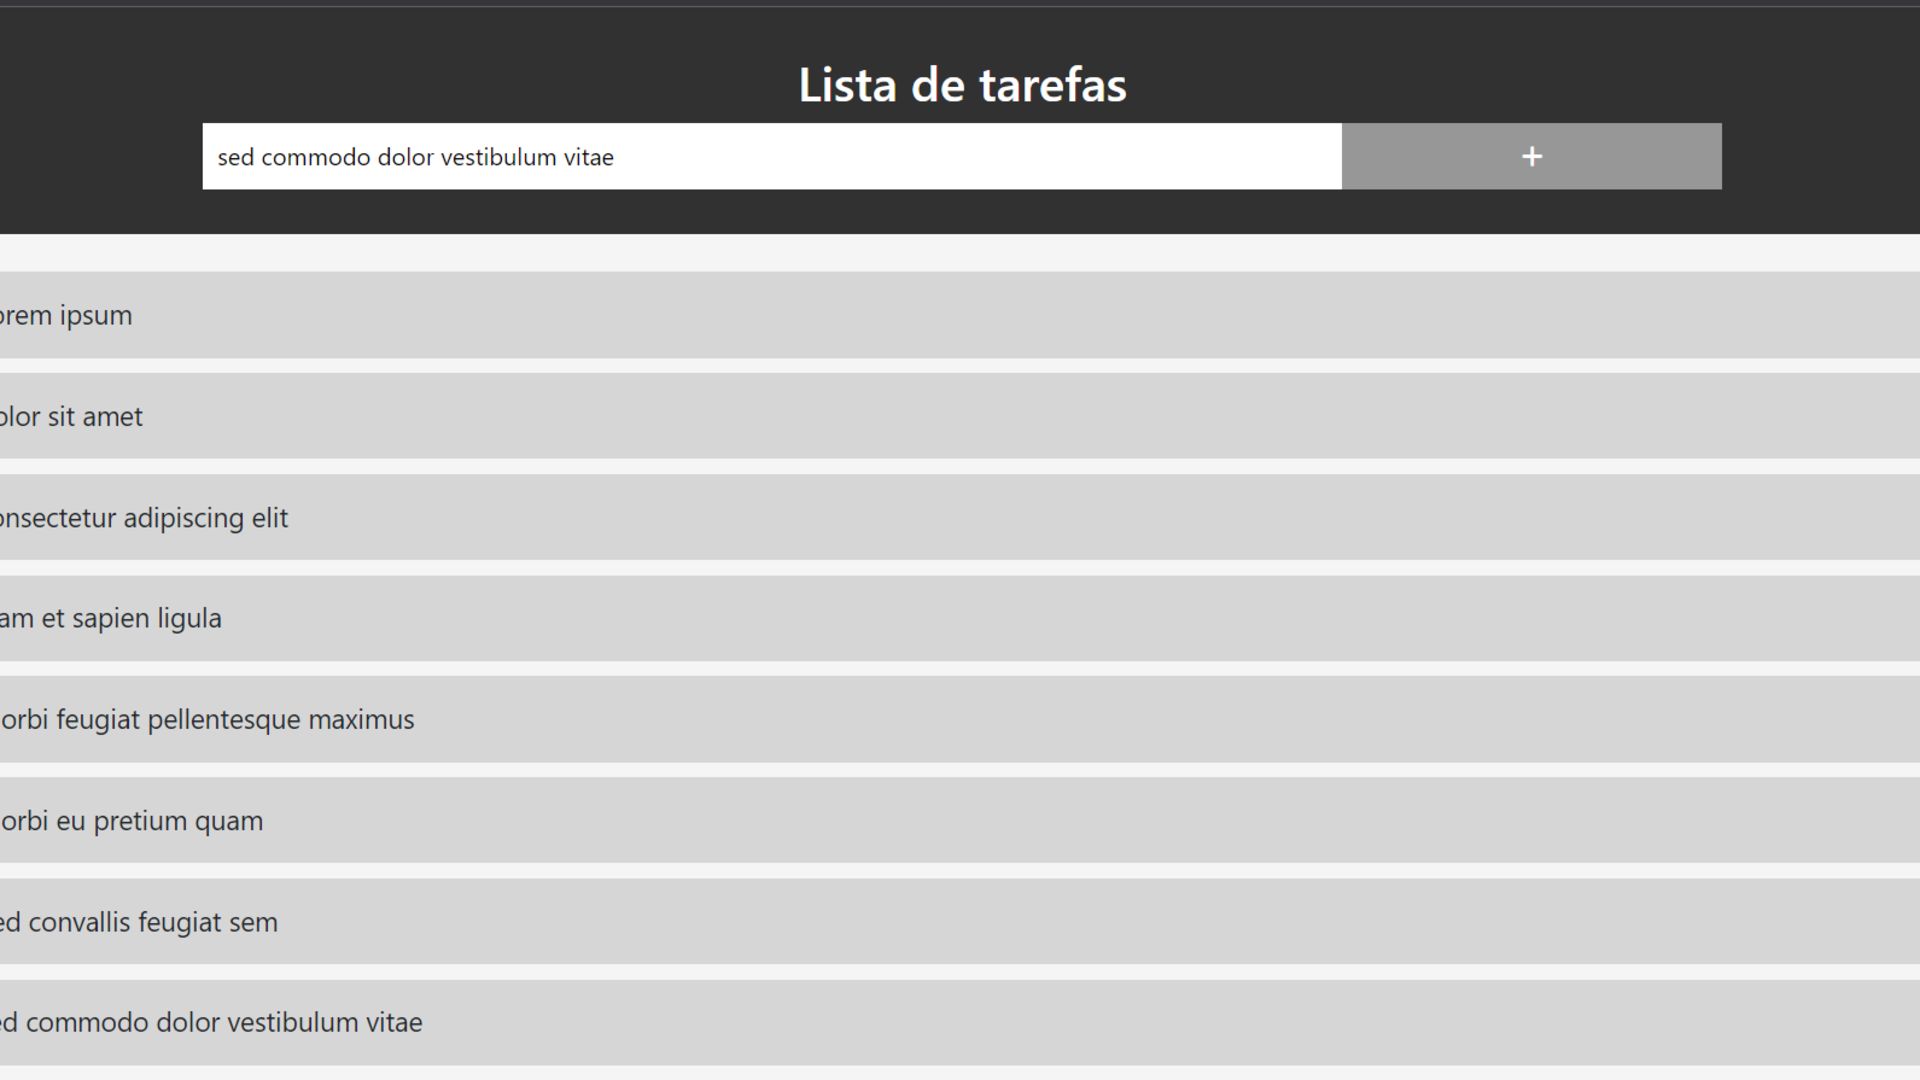 Lista de tarefas
sed commodo dolor vestibulum vitae
+
orem ipsum
olor sit amet
onsectetur adipiscing elit
am et sapien ligula
orbi feugiat pellentesque maximus
orbi eu pretium quam
ed convallis feugiat sem
ed commodo dolor vestibulum vitae